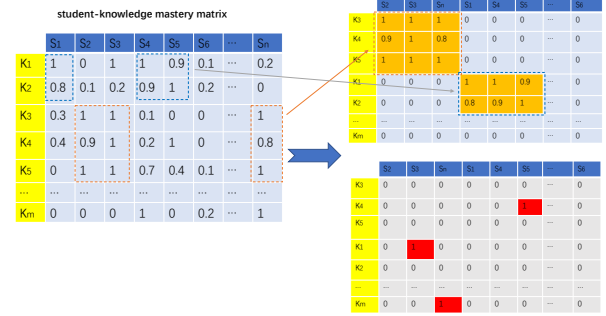 student-knowledge mastery matrix
S1 S2 S3 S4 S5 S6 ... Sn
K1 1 0 1 1 0.9 0.1 ... 0.2
K2 0.8 0.1 0.2 0.9 1 0.2 ... 0
K3 0.3 1 1 0.1 0 0 ... 1
K4 0.4 0.9 1 0.2 1 0 ... 0.8
K5 0 1 1 0.7 0.4 0.1 ... 1
... ... ... ... ... ... ... ...
Km 0 0 0 1 0 0.2 ... 1
S2 S3 Sn S1 S4 S5 ... S6
K3 1 1 1 0 0 0 ... 0
K4 0.9 1 0.8 0 0 0 ... 0
K5 1 1 1 0 0 0 ... 0
K1 0 0 0 1 1 0.9 ... 0
K2 0 0 0 0.8 0.9 1 ... 0
... ... ... ... ... ... ... ... ...
Km 0 0 0 0 0 0 ... 0
S2 S3 Sn S1 S4 S5 ... S6
K3 0 0 0 0 0 0 ... 0
K4 0 0 0 0 0 1 ... 0
K5 0 0 0 0 0 0 ... 0
K1 0 1 0 0 0 0 ... 0
K2 0 0 0 0 0 0 ... 0
... ... ... ... ... ... ... ... ...
Km 0 0 1 0 0 0 ... 0